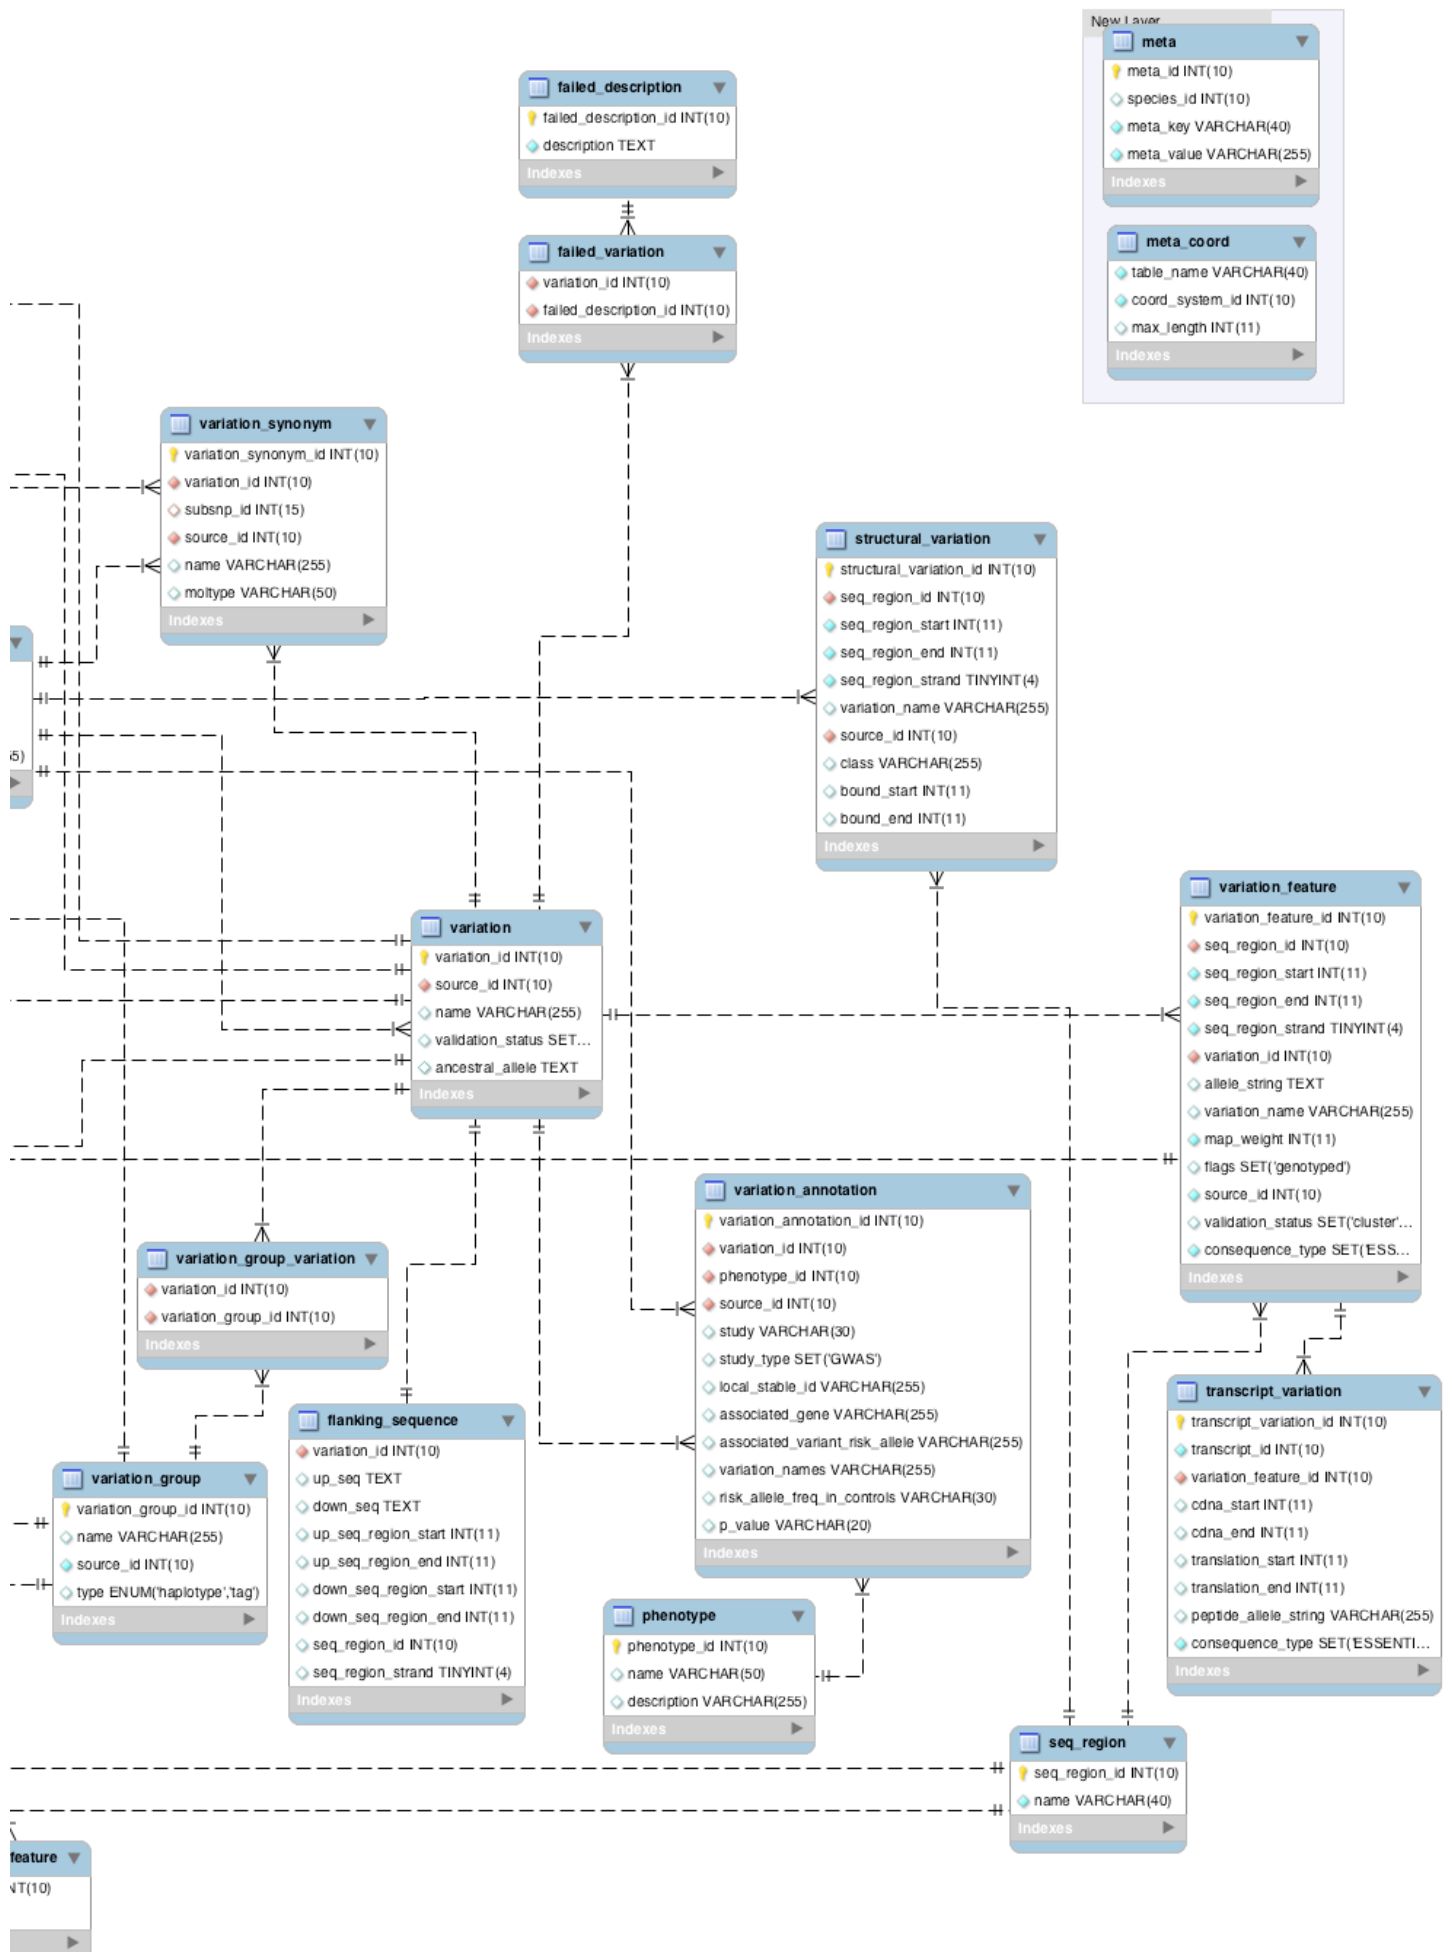 New Layer
meta
meta_id INT(10)
species_id INT(10)
meta_key VARCHAR(40)
meta_value VARCHAR(255)
Indexes
meta_coord
table_name VARCHAR(40)
coord_system_id INT(10)
max_length INT(11)
Indexes
failed_description
failed_description_id INT(10)
description TEXT
Indexes
failed_variation
variation_id INT(10)
failed_description_id INT(10)
Indexes
variation_synonym
variation_synonym_id INT(10)
variation_id INT(10)
subsnp_id INT(15)
source_id INT(10)
name VARCHAR(255)
moltype VARCHAR(50)
Indexes
structural_variation
structural_variation_id INT(10)
seq_region_id INT(10)
seq_region_start INT(11)
seq_region_end INT(11)
seq_region_strand TINYINT(4)
variation_name VARCHAR(255)
source_id INT(10)
class VARCHAR(255)
bound_start INT(11)
bound_end INT(11)
Indexes
variation
variation_id INT(10)
source_id INT(10)
name VARCHAR(255)
validation_status SET...
ancestral_allele TEXT
Indexes
variation_feature
variation_feature_id INT(10)
seq_region_id INT(10)
seq_region_start INT(11)
seq_region_end INT(11)
seq_region_strand TINYINT(4)
variation_id INT(10)
allele_string TEXT
variation_name VARCHAR(255)
map_weight INT(11)
flags SET('genotyped')
source_id INT(10)
validation_status SET('cluster'...
consequence_type SET('ESS...
Indexes
variation_annotation
variation_annotation_id INT(10)
variation_id INT(10)
phenotype_id INT(10)
source_id INT(10)
study VARCHAR(30)
study_type SET('GWAS')
local_stable_id VARCHAR(255)
associated_gene VARCHAR(255)
associated_variant_risk_allele VARCHAR(255)
variation_names VARCHAR(255)
risk_allele_freq_in_controls VARCHAR(30)
p_value VARCHAR(20)
Indexes
variation_group_variation
variation_id INT(10)
variation_group_id INT(10)
Indexes
flanking_sequence
variation_id INT(10)
up_seq TEXT
down_seq TEXT
up_seq_region_start INT(11)
up_seq_region_end INT(11)
down_seq_region_start INT(11)
down_seq_region_end INT(11)
seq_region_id INT(10)
seq_region_strand TINYINT(4)
Indexes
variation_group
variation_group_id INT(10)
name VARCHAR(255)
source_id INT(10)
type ENUM('haplotype','tag')
Indexes
transcript_variation
transcript_variation_id INT(10)
transcript_id INT(10)
variation_feature_id INT(10)
cdna_start INT(11)
cdna_end INT(11)
translation_start INT(11)
translation_end INT(11)
peptide_allele_string VARCHAR(255)
consequence_type SET('ESSENTI...
Indexes
phenotype
phenotype_id INT(10)
name VARCHAR(50)
description VARCHAR(255)
Indexes
seq_region
seq_region_id INT(10)
name VARCHAR(40)
Indexes
feature